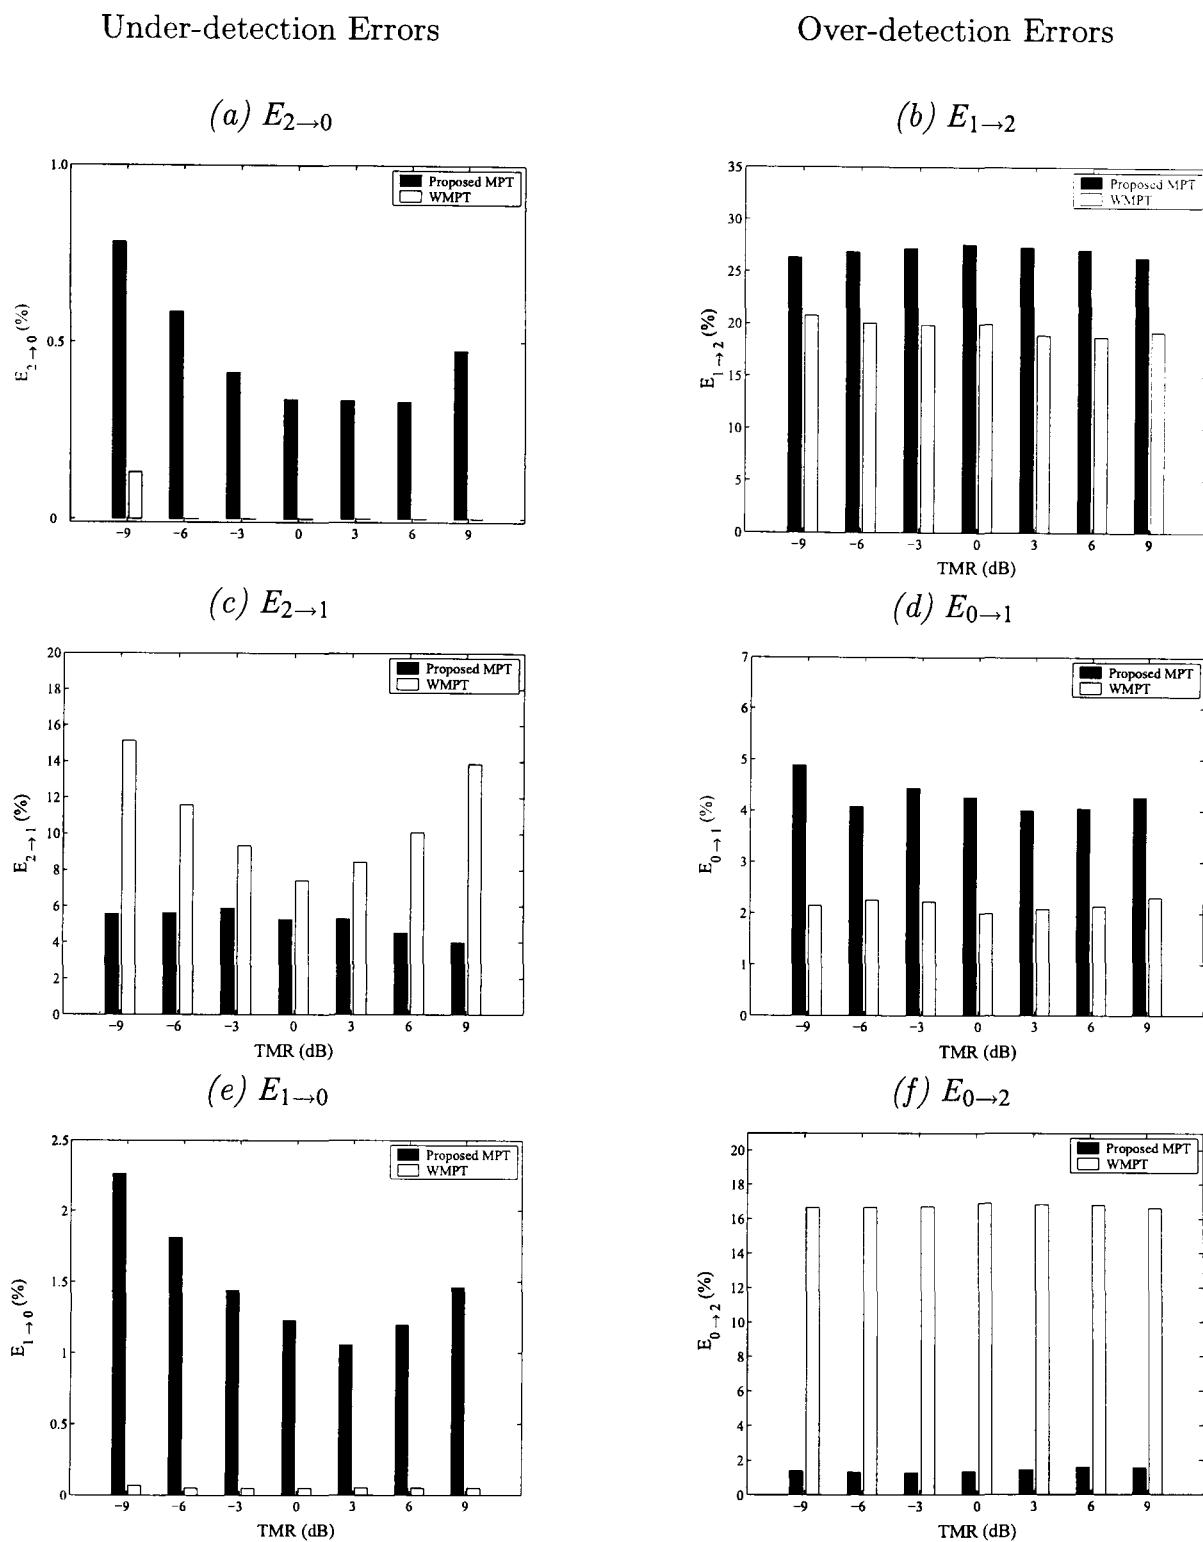 Under-detection Errors
Over-detection Errors
(a) E2→0
(b) E1→2
1.0
0.5
0
E2→0 (%)
Proposed MPT
WMPT
−9 −6 −3 0 3 6 9
35
30
25
20
15
10
5
0
E1→2 (%)
Proposed MPT
WMPT
−9 −6 −3 0 3 6 9
TMR (dB)
(c) E2→1
(d) E0→1
20
18
16
14
12
10
8
6
4
2
0
E2→1 (%)
Proposed MPT
WMPT
−9 −6 −3 0 3 6 9
TMR (dB)
7
6
5
4
3
2
1
0
E0→1 (%)
Proposed MPT
WMPT
−9 −6 −3 0 3 6 9
TMR (dB)
(e) E1→0
(f) E0→2
2.5
2
1.5
1
0.5
0
E1→0 (%)
Proposed MPT
WMPT
−9 −6 −3 0 3 6 9
TMR (dB)
20
18
16
14
12
10
8
6
4
2
0
E0→2 (%)
Proposed MPT
WMPT
−9 −6 −3 0 3 6 9
TMR (dB)